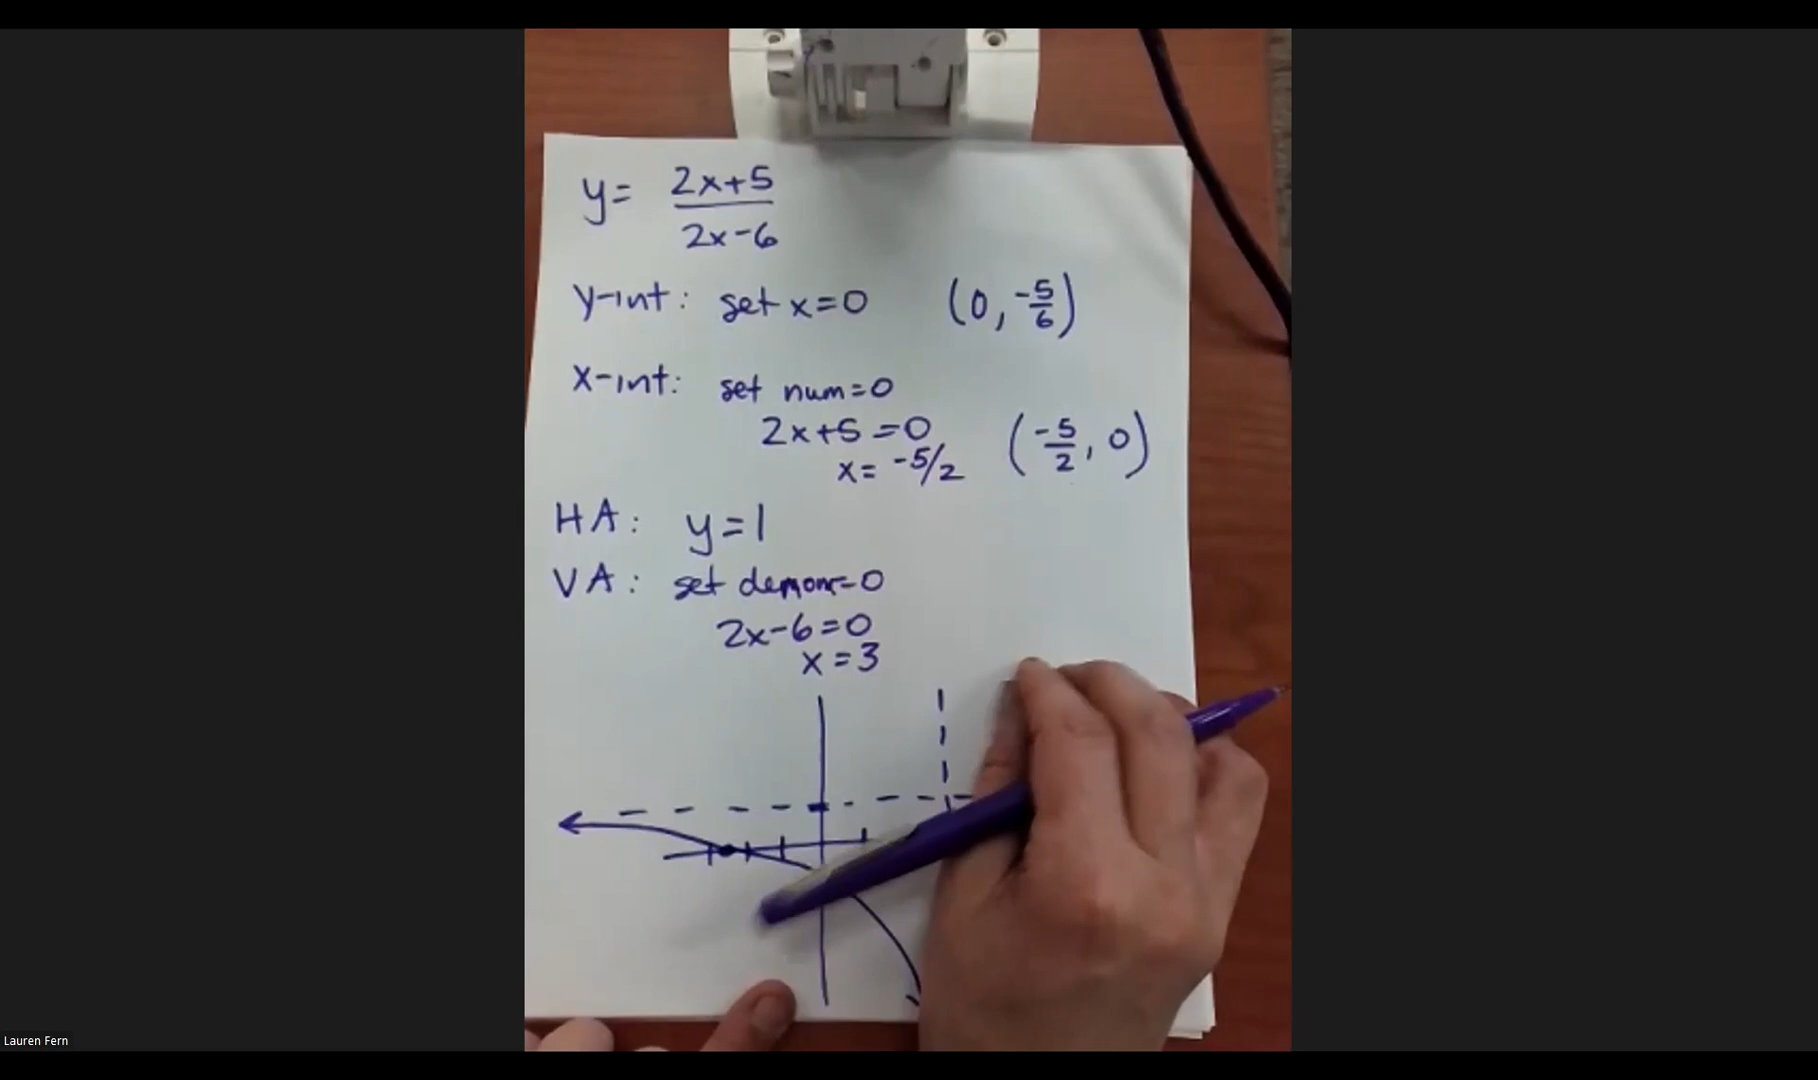 y = 2x+5
2x-6
y-int: set x=0 (0, -5/6)
x-int: set num=0
2x+5=0 (-5/2, 0)
x= -5/2
HA: y=1
VA: set demom=0
2x-6=0
x=3
Lauren Fern